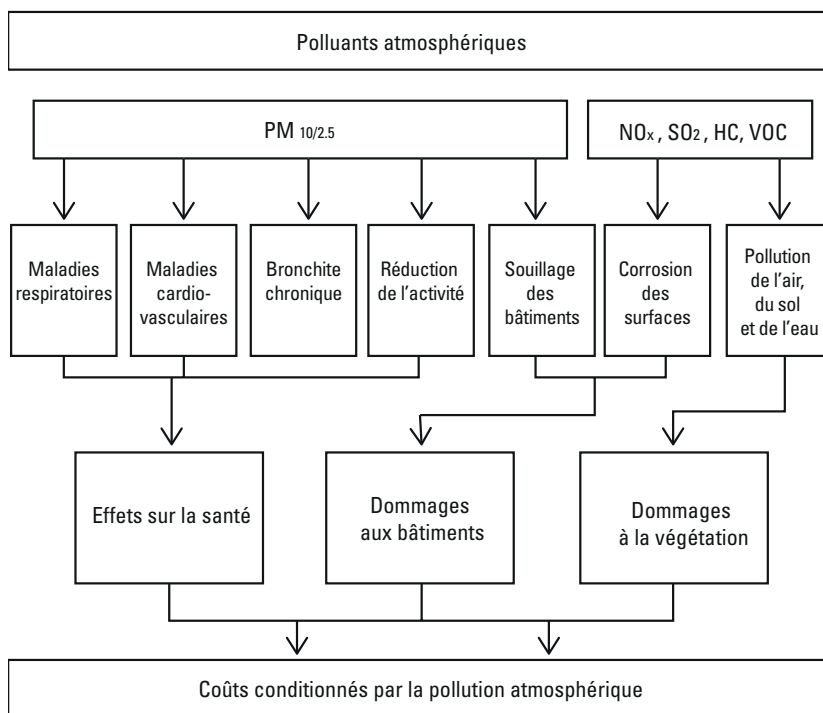 Polluants atmosphériques
PM 10/2.5
NOx , SO2 , HC, VOC
Maladies
respiratoires
Maladies
cardio-
vasculaires
Bronchite
chronique
Réduction
de l’activité
Souillage
des
bâtiments
Corrosion
des
surfaces
Pollution
de l’air,
du sol
et de l’eau
Effets sur la santé
Dommages
aux bâtiments
Dommages
à la végétation
Coûts conditionnés par la pollution atmosphérique